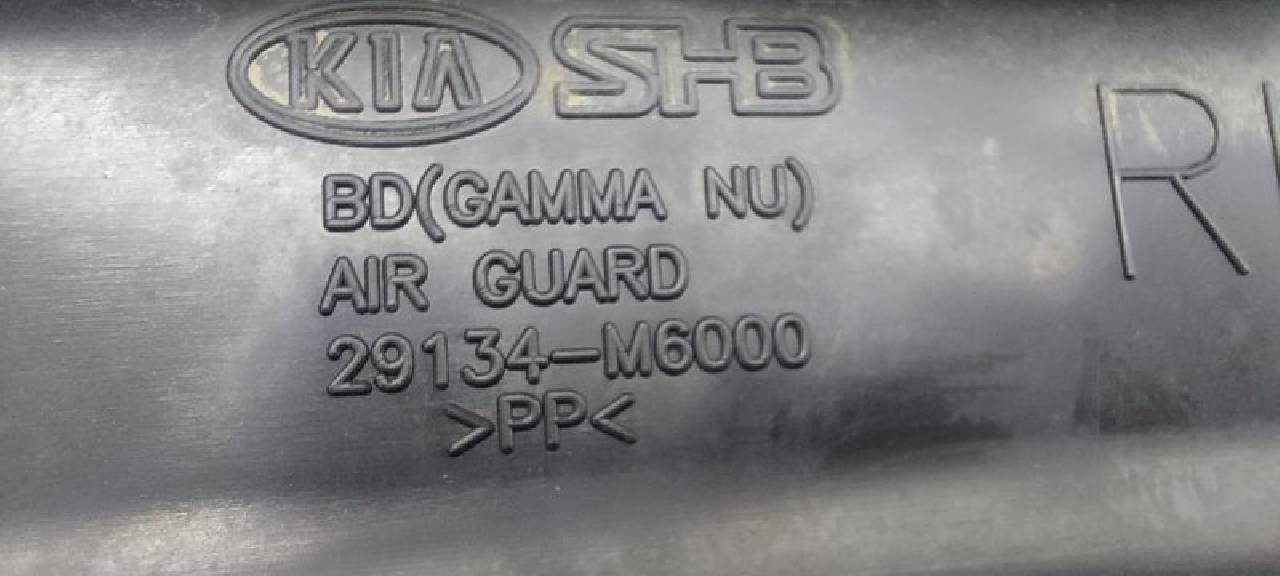 KIA SHB
BD(GAMMA NU)
AIR GUARD
29134-M6000
>PP<